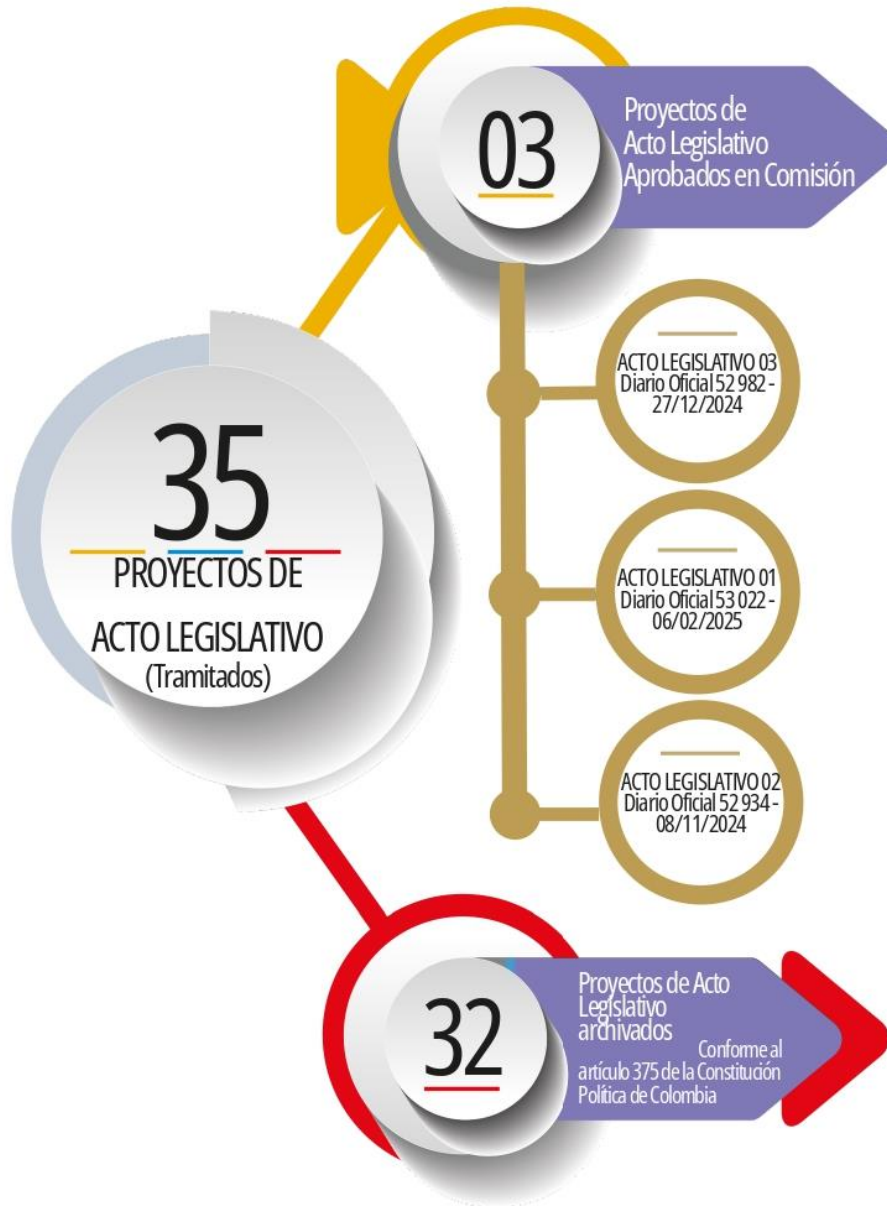 03
Proyectos de
Acto Legislativo
Aprobados en Comisión
ACTO LEGISLATIVO 03
Diario Oficial 52 982 -
27/12/2024
35
PROYECTOS DE
ACTO LEGISLATIVO
(Tramitados)
ACTO LEGISLATIVO 01
Diario Oficial 53 022 -
06/02/2025
ACTO LEGISLATIVO 02
Diario Oficial 52 934 -
08/11/2024
32
Proyectos de Acto
Legislativo
archivados
Conforme al
artículo 375 de la Constitución
Política de Colombia